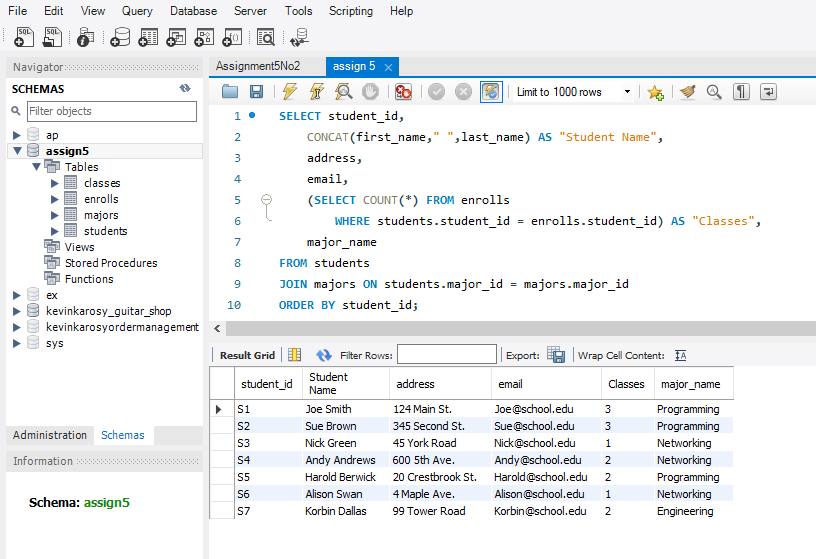 File Edit View Query Database Server Tools Scripting Help
Navigator
SCHEMAS
Filter objects
ap
assign5
Tables
classes
enrolls
majors
students
Views
Stored Procedures
Functions
ex
kevinkarosy_guitar_shop
kevinkarosyordermanagement
sys
Administration Schemas
Information
Schema: assign5
Assignment5No2 assign 5
Limit to 1000 rows
1 SELECT student_id,
2 CONCAT(first_name," ",last_name) AS "Student Name",
3 address,
4 email,
5 (SELECT COUNT(*) FROM enrolls
6 WHERE students.student_id = enrolls.student_id) AS "Classes",
7 major_name
8 FROM students
9 JOIN majors ON students.major_id = majors.major_id
10 ORDER BY student_id;
Result Grid Filter Rows: Export: Wrap Cell Content:
student_id Student Name address email Classes major_name
S1 Joe Smith 124 Main St. Joe@school.edu 3 Programming
S2 Sue Brown 345 Second St. Sue@school.edu 3 Programming
S3 Nick Green 45 York Road Nick@school.edu 1 Networking
S4 Andy Andrews 600 5th Ave. Andy@school.edu 2 Networking
S5 Harold Berwick 20 Crestbrook St. Harold@school.edu 2 Programming
S6 Alison Swan 4 Maple Ave. Alison@school.edu 1 Networking
S7 Korbin Dallas 99 Tower Road Korbin@school.edu 2 Engineering